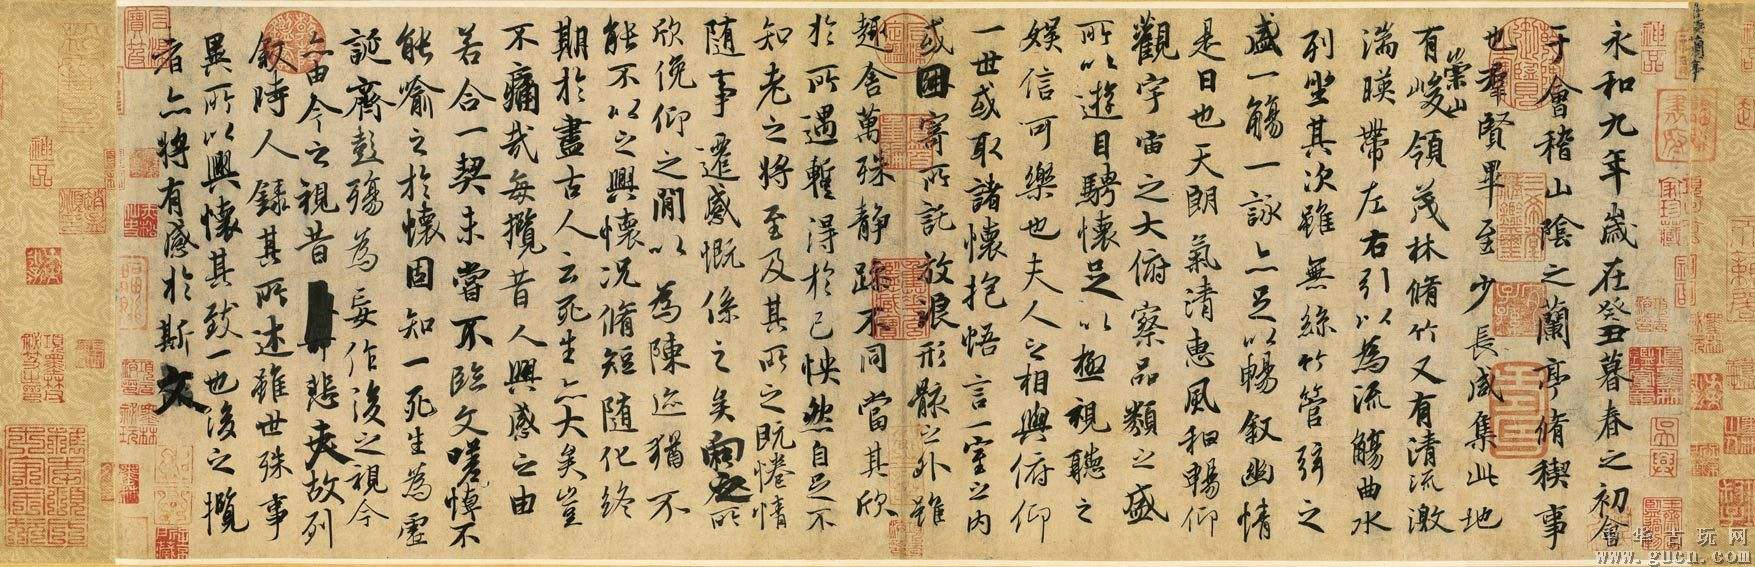 永和九年歲在癸丑暮春之初會
于會稽山陰之蘭亭脩稧事
也羣賢畢至少長咸集此地
有崇山峻領茂林脩竹又有清流激
湍暎帶左右引以為流觴曲水
列坐其次雖無絲竹管弦之
盛一觴一詠亦足以暢叙幽情
是日也天朗氣清惠風和暢仰
觀宇宙之大俯察品類之盛
所以遊目騁懷足以極視聽之
娛信可樂也夫人之相與俯仰
一世或取諸懷抱悟言一室之內
或因寄所託放浪形骸之外雖
趣舍萬殊靜躁不同當其欣
於所遇蹔得於己怏然自足不
知老之將至及其所之既惓情
随事遷感慨係之矣向之所
欣俛仰之閒以為陳迹猶不
能不以之興懷況脩短随化終
期於盡古人云死生亦大矣豈
不痛哉每攬昔人興感之由
若合一契未嘗不臨文嗟悼不
能喻之於懷固知一死生為虛
誕齊彭殤為妄作後之視今
亦由今之視昔悲夫故列
叙時人錄其所述雖世殊事
異所以興懷其致一也後之攬
者亦將有感於斯文
華古玩网
www.gucn.com